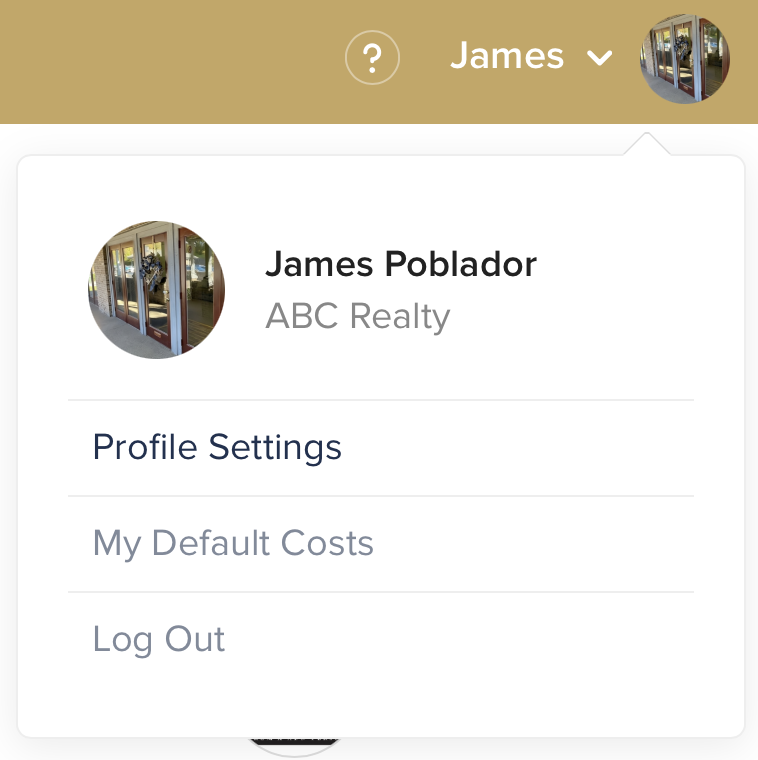 ?
James
James Poblador
ABC Realty
Profile Settings
My Default Costs
Log Out